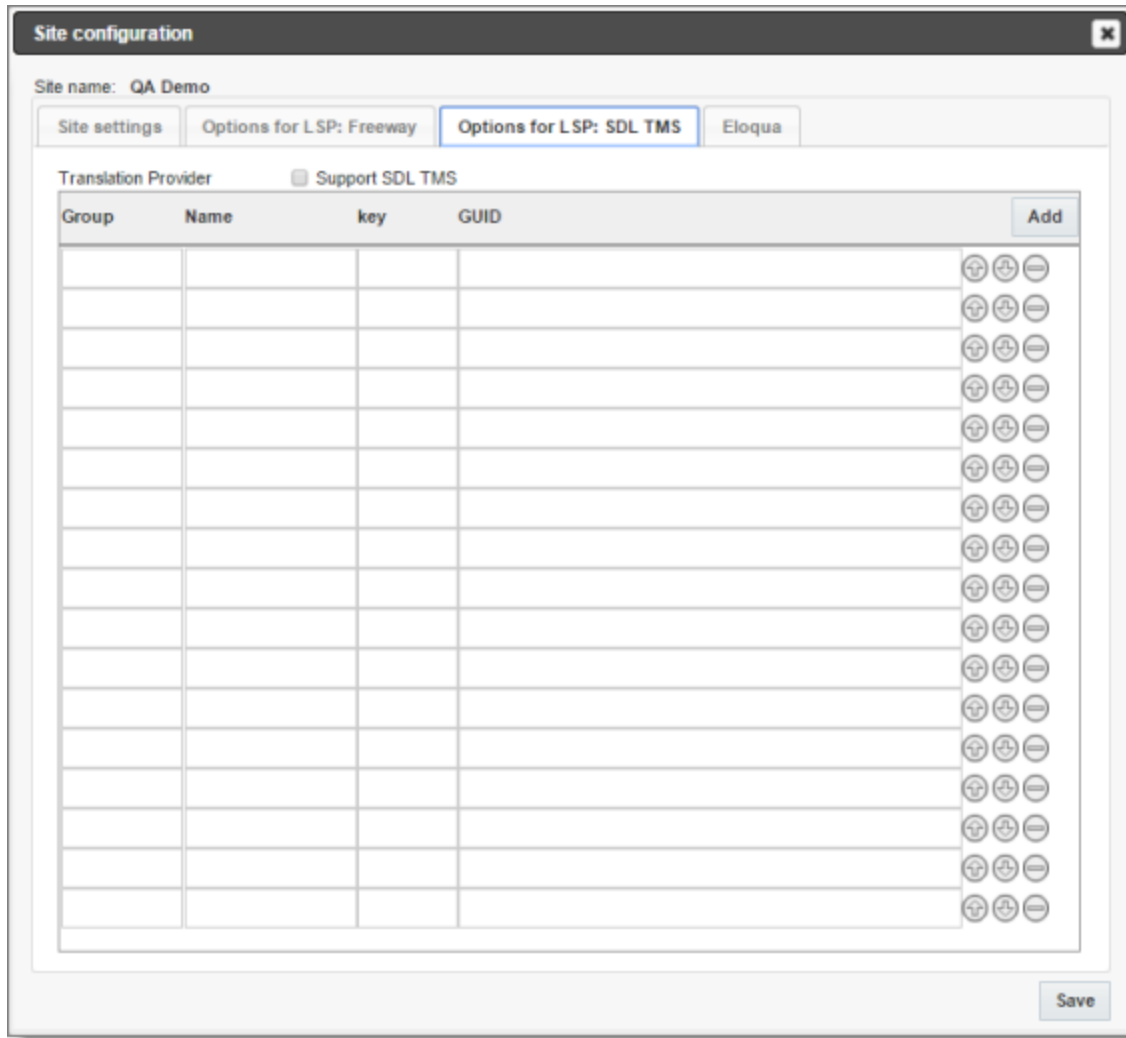 Site configuration
Site name: QA Demo
Site settings Options for LSP: Freeway Options for LSP: SDL TMS Eloqua
Translation Provider Support SDL TMS
Group Name key GUID Add
Save